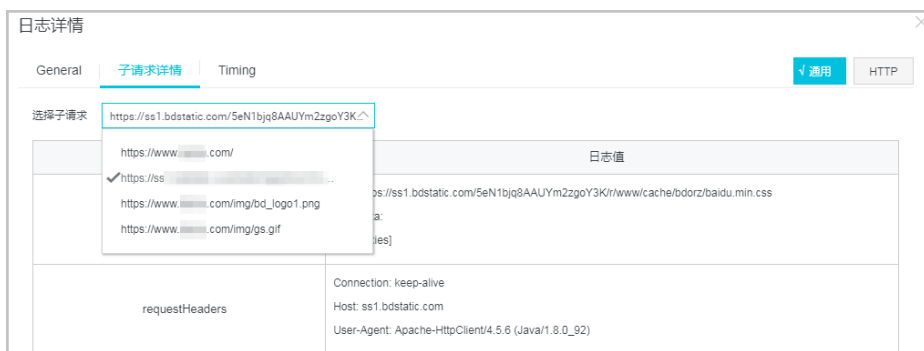 日志详情
General 子请求详情 Timing √ 通用 HTTP
选择子请求 https://ss1.bdstatic.com/5eN1bjq8AAUYm2zgoY3K
https://www. .com/
https://ss ...
https://www. .com/img/bd_logo1.png
https://www. .com/img/gs.gif
日志值
ps://ss1.bdstatic.com/5eN1bjq8AAUYm2zgoY3K/r/www/cache/bdorz/baidu.min.css
ta:
ies]
requestHeaders
Connection: keep-alive
Host: ss1.bdstatic.com
User-Agent: Apache-HttpClient/4.5.6 (Java/1.8.0_92)